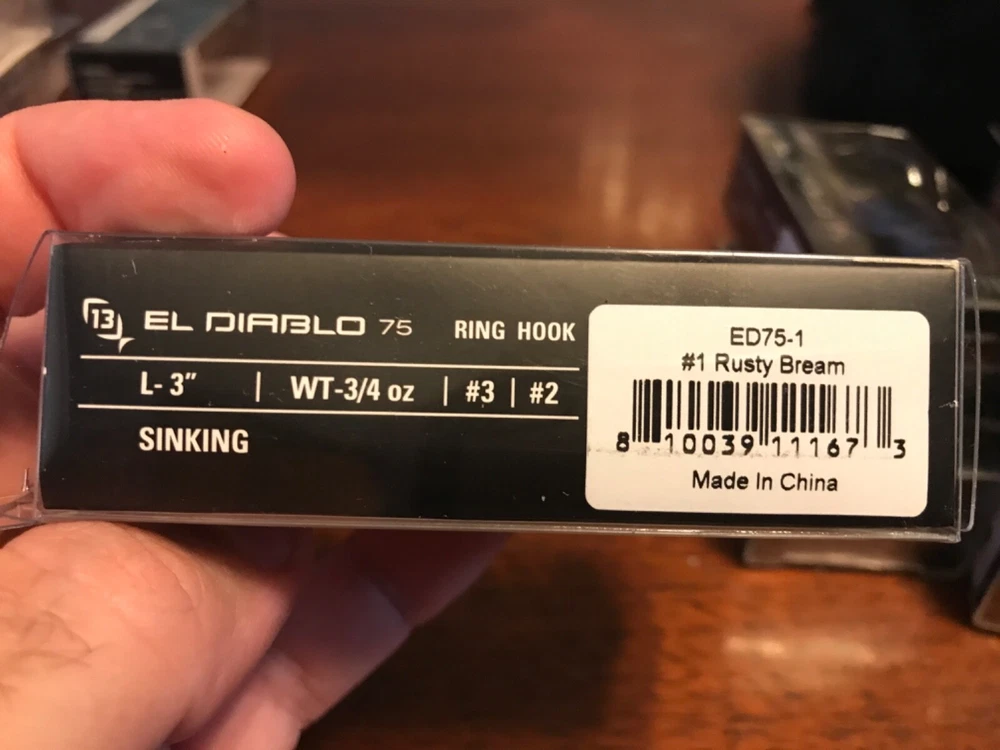 13 EL DIABLO 75 RING HOOK
L- 3" | WT-3/4 oz | #3 | #2
SINKING
ED75-1
#1 Rusty Bream
8 10039 11167 3
Made In China